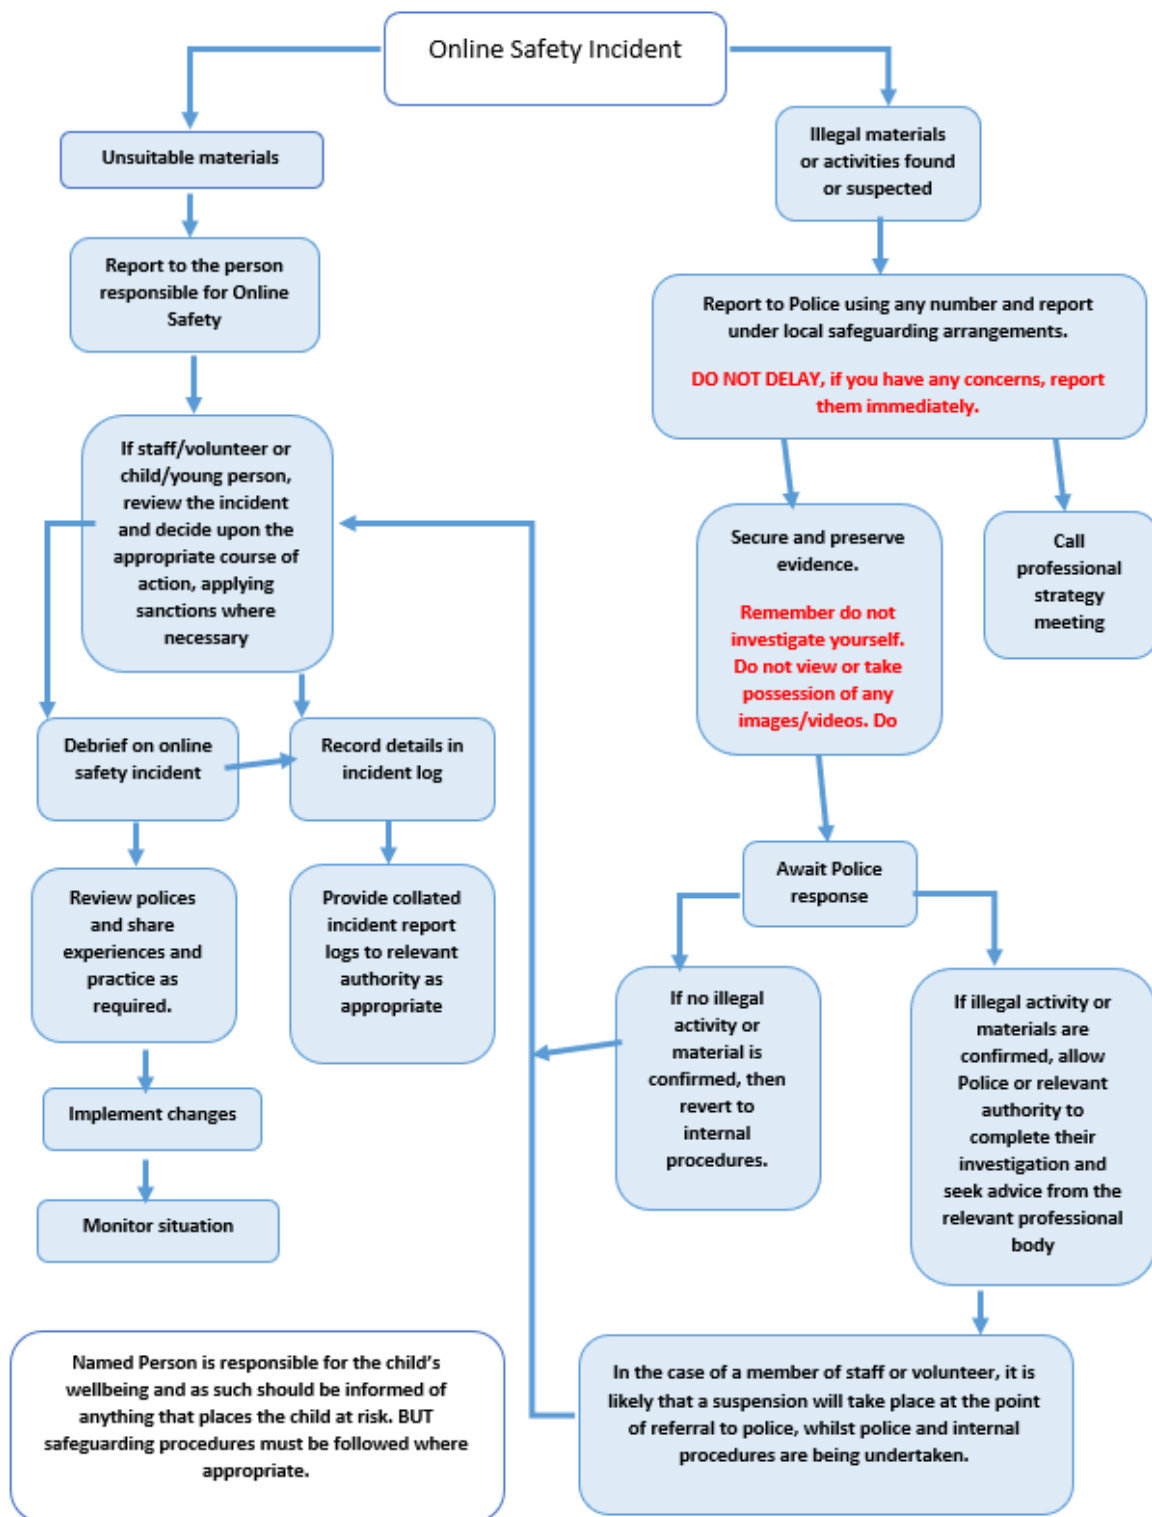 Online Safety Incident
Unsuitable materials
Illegal materials
or activities found
or suspected
Report to the person
responsible for Online
Safety
Report to Police using any number and report
under local safeguarding arrangements.
DO NOT DELAY, if you have any concerns, report
them immediately.
If staff/volunteer or
child/young person,
review the incident
and decide upon the
appropriate course of
action, applying
sanctions where
necessary
Secure and preserve
evidence.
Remember do not
investigate yourself.
Do not view or take
possession of any
images/videos. Do
Call
professional
strategy
meeting
Debrief on online
safety incident
Record details in
incident log
Review polices
and share
experiences and
practice as
required.
Provide collated
incident report
logs to relevant
authority as
appropriate
Await Police
response
If no illegal
activity or
material is
confirmed, then
revert to
internal
procedures.
If illegal activity or
materials are
confirmed, allow
Police or relevant
authority to
complete their
investigation and
seek advice from the
relevant professional
body
Implement changes
Monitor situation
Named Person is responsible for the child's
wellbeing and as such should be informed of
anything that places the child at risk. BUT
safeguarding procedures must be followed where
appropriate.
In the case of a member of staff or volunteer, it is
likely that a suspension will take place at the point
of referral to police, whilst police and internal
procedures are being undertaken.